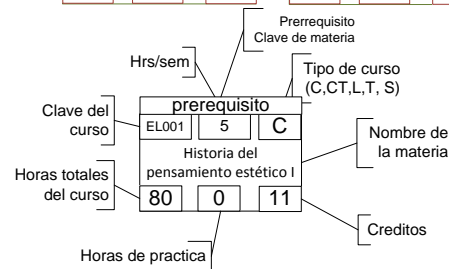 Prerrequisito
Clave de materia
Hrs/sem
Tipo de curso
(C,CT,L,T, S)
prerequisito
Clave del
curso
EL001 5 C
Nombre de
la materia
Historia del
pensamiento estético I
Horas totales
del curso
80 0 11
Creditos
Horas de practica